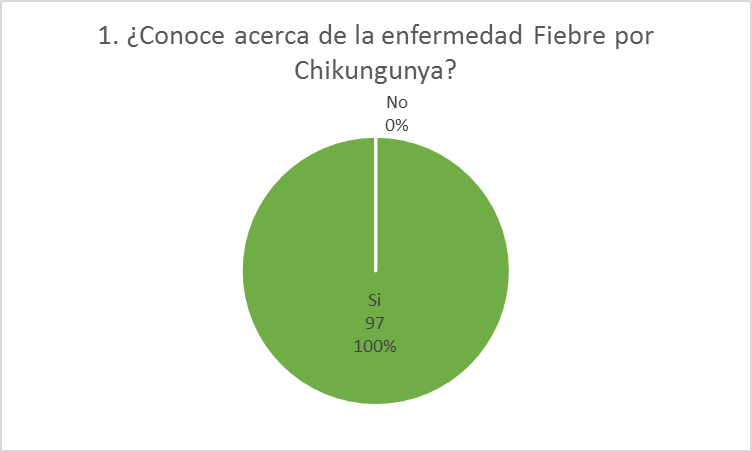 1. ¿Conoce acerca de la enfermedad Fiebre por
Chikungunya?
No
0%
Si
97
100%